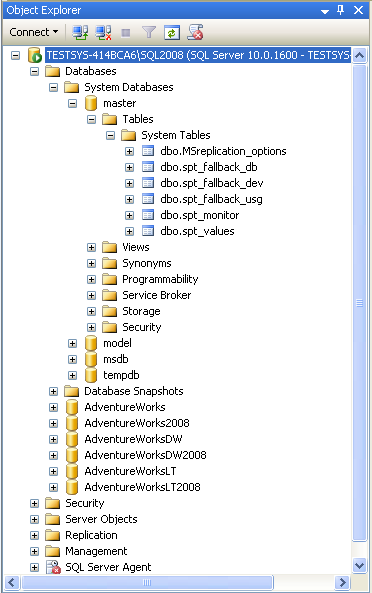 Object Explorer
Connect
TESTSYS-414BCA6\SQL2008 (SQL Server 10.0.1600 - TESTSYS
Databases
System Databases
master
Tables
System Tables
dbo.MSreplication_options
dbo.spt_fallback_db
dbo.spt_fallback_dev
dbo.spt_fallback_usg
dbo.spt_monitor
dbo.spt_values
Views
Synonyms
Programmability
Service Broker
Storage
Security
model
msdb
tempdb
Database Snapshots
AdventureWorks
AdventureWorks2008
AdventureWorksDW
AdventureWorksDW2008
AdventureWorksLT
AdventureWorksLT2008
Security
Server Objects
Replication
Management
SQL Server Agent